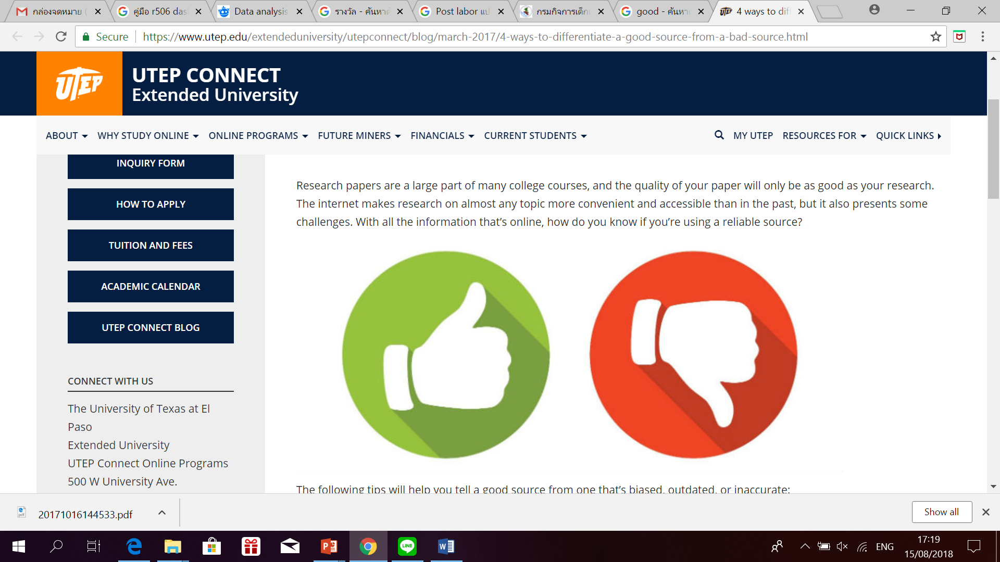 กล่องจดหมาย (
คู่มือ r506 das
Data analysis
รางวัล - ค้นหาด้
Post labor แป
กรมกิจการเด็กแ
good - ค้นหาด
UTEP 4 ways to diff
Secure https://www.utep.edu/extendeduniversity/utepconnect/blog/march-2017/4-ways-to-differentiate-a-good-source-from-a-bad-source.html
UTEP
UTEP CONNECT
Extended University
ABOUT WHY STUDY ONLINE ONLINE PROGRAMS FUTURE MINERS FINANCIALS CURRENT STUDENTS MY UTEP RESOURCES FOR QUICK LINKS
INQUIRY FORM
HOW TO APPLY
TUITION AND FEES
ACADEMIC CALENDAR
UTEP CONNECT BLOG
CONNECT WITH US
The University of Texas at El
Paso
Extended University
UTEP Connect Online Programs
500 W University Ave.
Research papers are a large part of many college courses, and the quality of your paper will only be as good as your research.
The internet makes research on almost any topic more convenient and accessible than in the past, but it also presents some
challenges. With all the information that’s online, how do you know if you’re using a reliable source?
The following tips will help you tell a good source from one that’s biased, outdated, or inaccurate:
20171016144533.pdf
Show all
LINE
ENG
17:19
15/08/2018